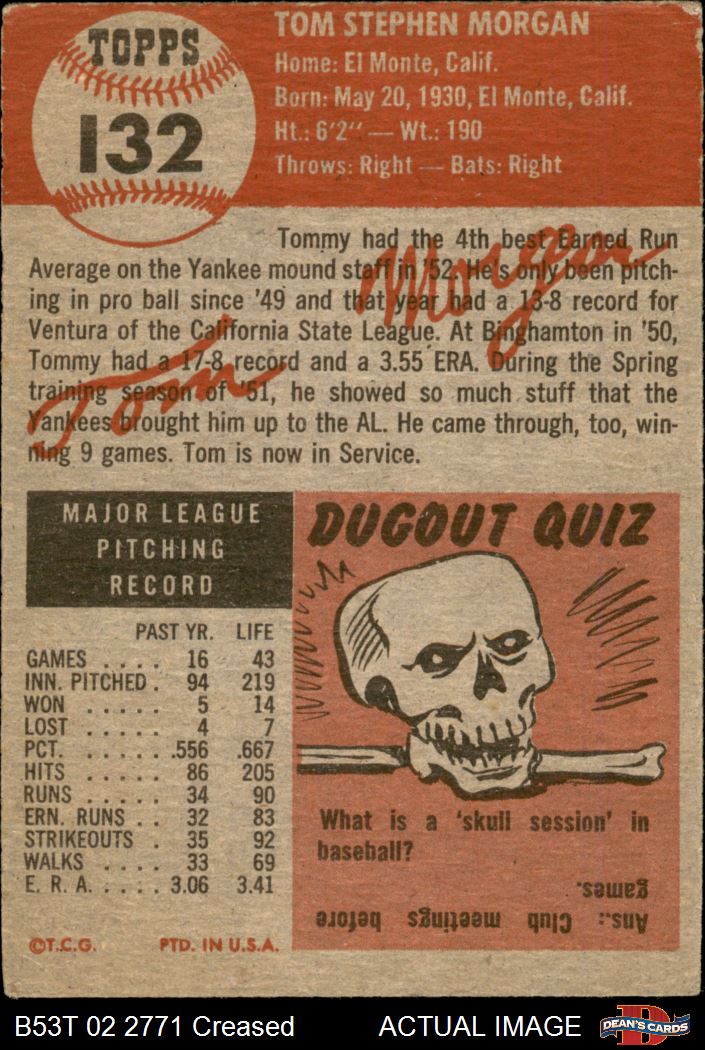 TOPPS
132
TOM STEPHEN MORGAN
Home: El Monte, Calif.
Born: May 20, 1930, El Monte, Calif.
Ht.: 6'2" — Wt.: 190
Throws: Right — Bats: Right
Tommy had the 4th best Earned Run
Average on the Yankee mound staff in '52. He's only been pitch-
ing in pro ball since '49 and that year had a 13-8 record for
Ventura of the California State League. At Binghamton in '50,
Tommy had a 17-8 record and a 3.55 ERA. During the Spring
training season of '51, he showed so much stuff that the
Yankees brought him up to the AL. He came through, too, win-
ning 9 games. Tom is now in Service.
Tom Morgan
MAJOR LEAGUE
PITCHING
RECORD
PAST YR. LIFE
GAMES .... 16 43
INN. PITCHED . 94 219
WON ..... 5 14
LOST ..... 4 7
PCT. ..... .556 .667
HITS ..... 86 205
RUNS ..... 34 90
ERN. RUNS .. 32 83
STRIKEOUTS . 35 92
WALKS ... 33 69
E. R. A. .... 3.06 3.41
©T.C.G. PTD. IN U.S.A.
DUGOUT QUIZ
What is a 'skull session' in
baseball?
Ans.: Club meetings before
games.
B53T 02 2771 Creased ACTUAL IMAGE
D
DEAN'S CARDS